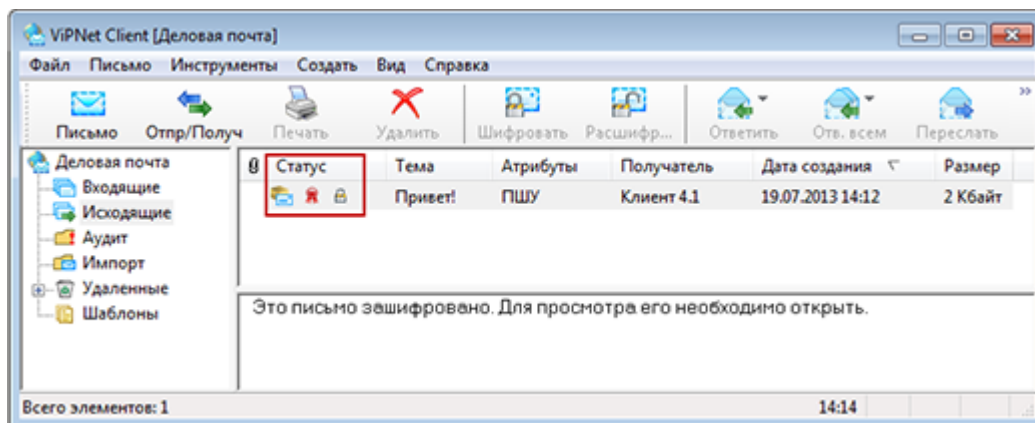 ViPNet Client [Деловая почта]
Файл Письмо Инструменты Создать Вид Справка
Письмо Отпр/Получ Печать Удалить Шифровать Расшифр... Ответить Отв. всем Переслать
Деловая почта
Входящие
Исходящие
Аудит
Импорт
Удаленные
Шаблоны
Статус Тема Атрибуты Получатель Дата создания Размер
Привет! ПШУ Клиент 4.1 19.07.2013 14:12 2 Кбайт
Это письмо зашифровано. Для просмотра его необходимо открыть.
Всего элементов: 1 14:14